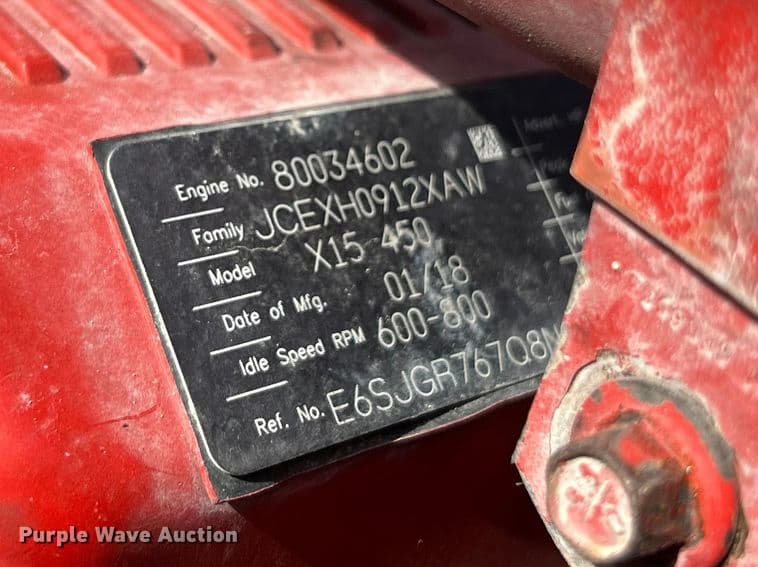 Engine No. 80034602
Family JCEXH0912XAW
Model X15 450
Date of Mfg. 01/18
Idle Speed RPM 600-800
Ref. No. E6SJGR767Q8N
Purple Wave Auction